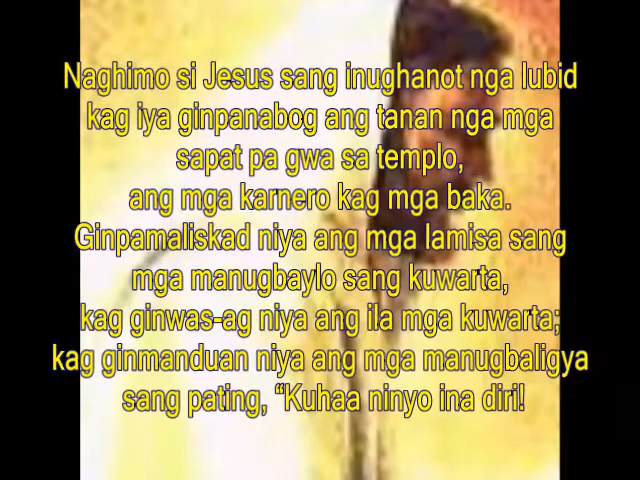 Naghimo si Jesus sang inughanot nga lubid
kag iya ginpanabog ang tanan nga mga
sapat pa gwa sa templo,
ang mga karnero kag mga baka.
Ginpamaliskad niya ang mga lamisa sang
mga manugbaylo sang kuwarta,
kag ginwas-ag niya ang ila mga kuwarta;
kag ginmanduan niya ang mga manugbaligya
sang pating, “Kuhaa ninyo ina diri!